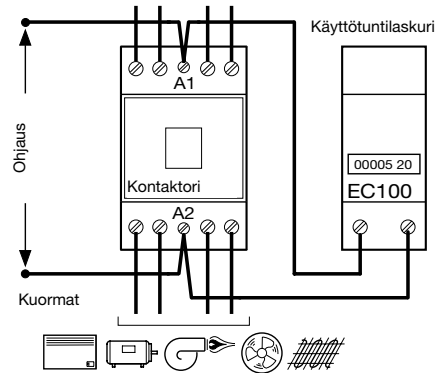 Käyttötuntilaskuri
A1
Ohjaus
00005 20
Kontaktori
EC100
A2
Kuormat